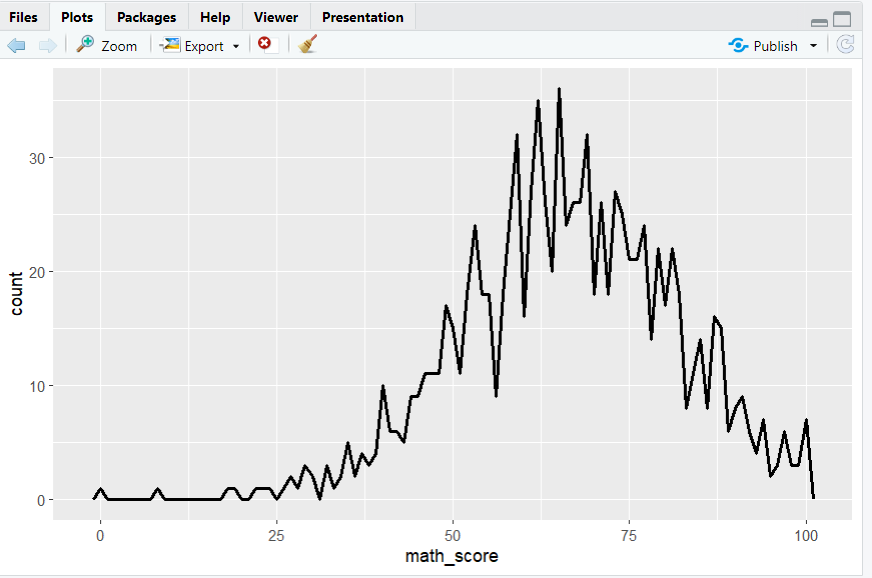 Files Plots Packages Help Viewer Presentation
Zoom Export Publish
30
20
10
0
count
0 25 50 75 100
math_score